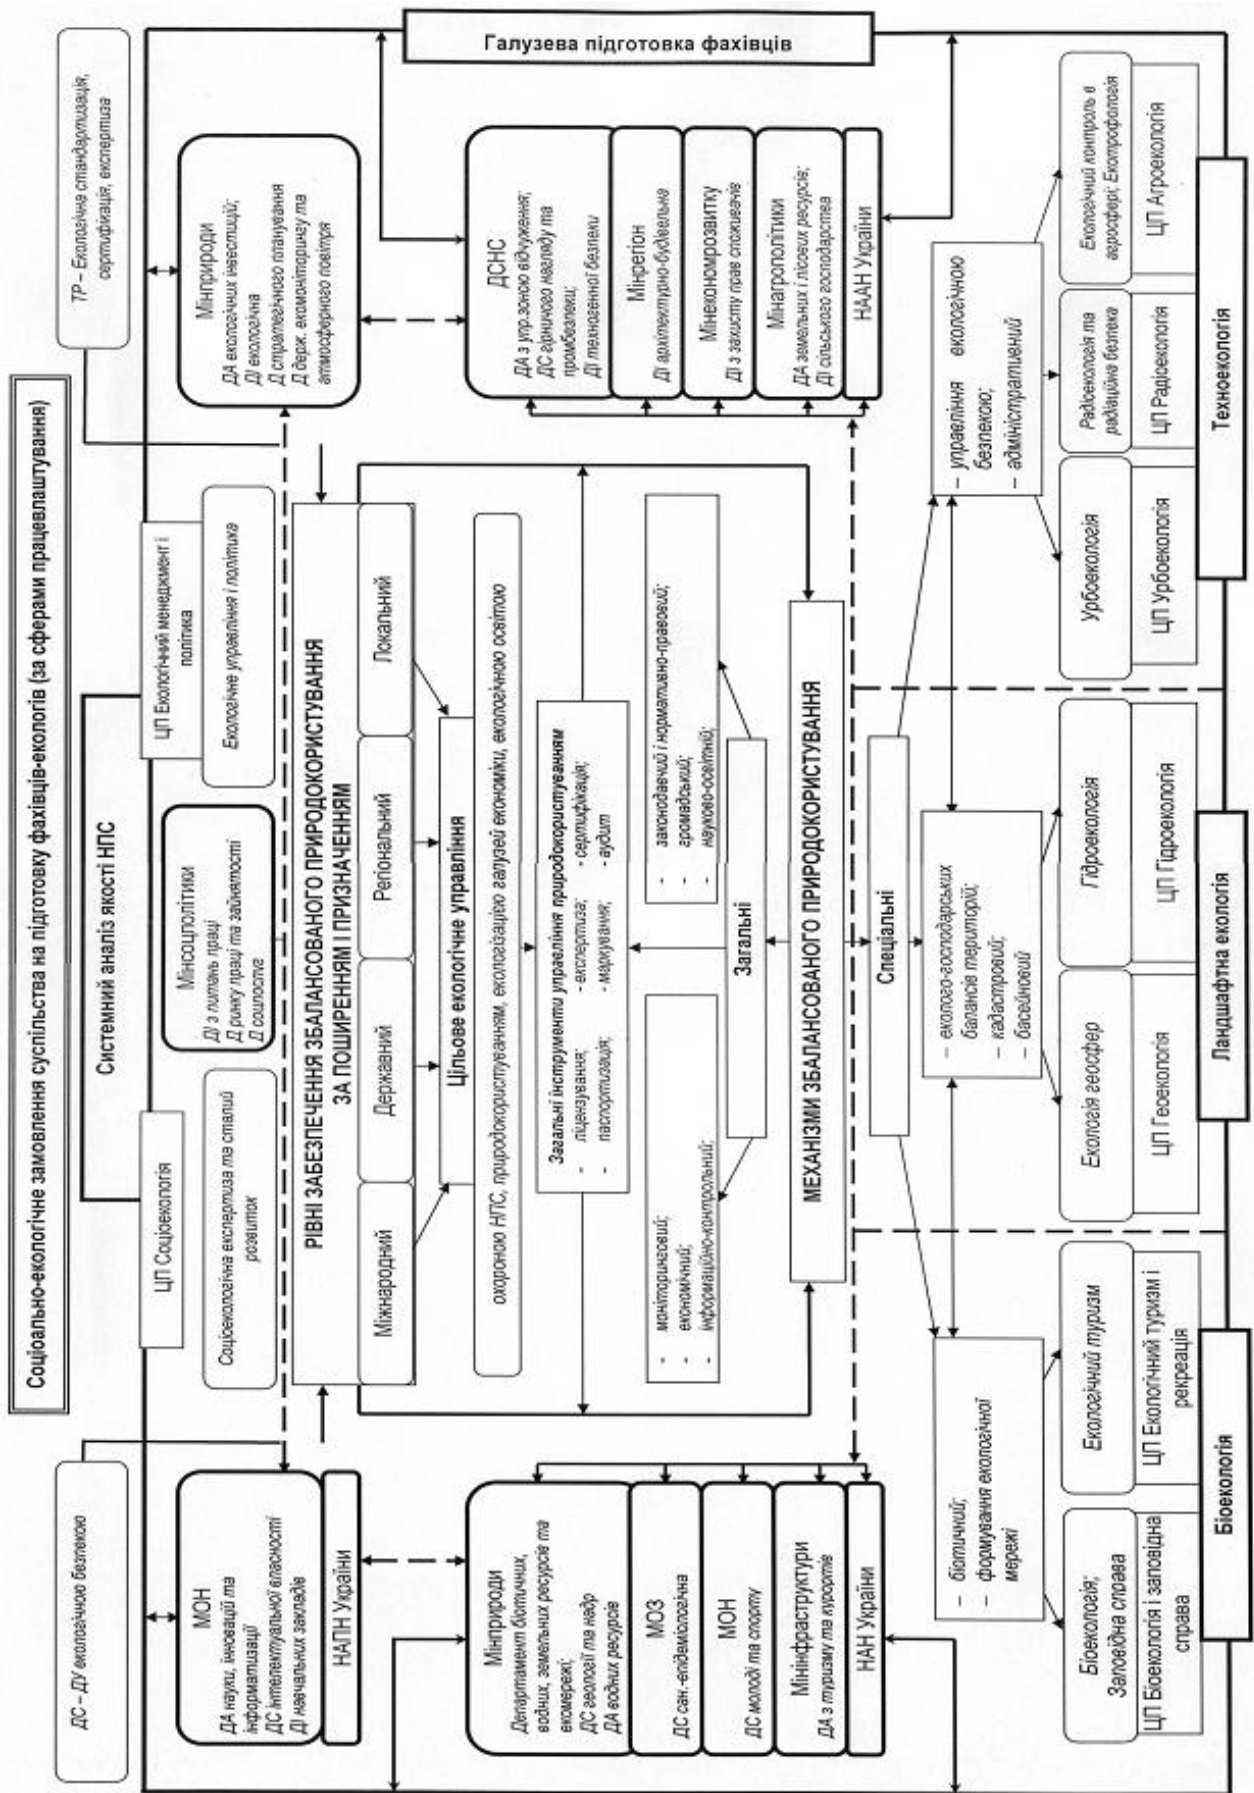 Соціально-екологічне замовлення суспільства на підготовку фахівців-екологів (за сферами працевлаштування)
ДС – ДУ екологічною безпекою
ТР – Екологічна стандартизація,
сертифікація, експертиза
Системний аналіз якості НПС
ЦП Соціоекологія
ЦП Екологічний менеджмент і
політика
МОН
ДА науки, інновацій та
інформатизації
ДС інтелектуальної власності
ДІ навчальних закладів
НАПН України
Соціоекологічна експертиза та сталий
розвиток
Мінсоцполітики
ДІ з питань праці
Д ринку праці та зайнятості
Д соцпостга
Екологічне управління і політика
Мінприроди
ДА екологічних інвестицій;
ДІ екологічна
Д стратегічного планування
Д держ. екомоніторингу та
атмосферного повітря
РІВНІ ЗАБЕЗПЕЧЕННЯ ЗБАЛАНСОВАНОГО ПРИРОДОКОРИСТУВАННЯ
ЗА ПОШИРЕННЯМ І ПРИЗНАЧЕННЯМ
Міжнародний
Державний
Регіональний
Локальний
Цільове екологічне управління
охороною НПС, природокористуванням, екологізацією галузей економіки, екологічною освітою
Галузева підготовка фахівців
Мінприроди
Департамент біотичних,
водних, земельних ресурсів та
екомережі;
ДС геології та надр
ДА водних ресурсів
МОЗ
ДС сан.-епідеміологічна
МОН
ДС молоді та спорту
Мінінфраструктури
ДА з туризму та курортів
НАН України
Загальні інструменти управління природокористуванням
- ліцензування; - експертиза; - сертифікація;
- паспортизація; - маркування; - аудит
- моніторинговий;
- економічний;
- інформаційно-контрольний;
Загальні
- законодавчий і нормативно-правовий;
- громадський;
- науково-освітній;
МЕХАНІЗМИ ЗБАЛАНСОВАНОГО ПРИРОДОКОРИСТУВАННЯ
ДСНС
ДА з упр.зоною відчуження;
ДС гірничого нагляду та
промбезпеки;
ДІ техногенної безпеки
Мінрегіон
ДІ архітектурно-будівельна
Мінекономрозвитку
ДІ з захисту прав споживачів
Мінагрополітики
ДА земельних і лісових ресурсів;
ДІ сільського господарства
НААН України
Спеціальні
– біотичний;
– формування екологічної
мережі
– еколого-господарських
балансів територій;
– кадастровий;
– басейновий
– управління екологічною
безпекою;
– адміністративний
Біоекологія;
Заповідна справа
ЦП Біоекологія і заповідна
справа
Екологічний туризм
ЦП Екологічний туризм і
рекреація
Екологія геосфер
ЦП Геоекологія
Гідроекологія
ЦП Гідроекологія
Урбоекологія
ЦП Урбоекологія
Радіоекологія та
радіаційна безпека
ЦП Радіоекологія
Екологічний контроль в
агросфері; Екотрофологія
ЦП Агроекологія
Біоекологія
Ландшафтна екологія
Техноекологія